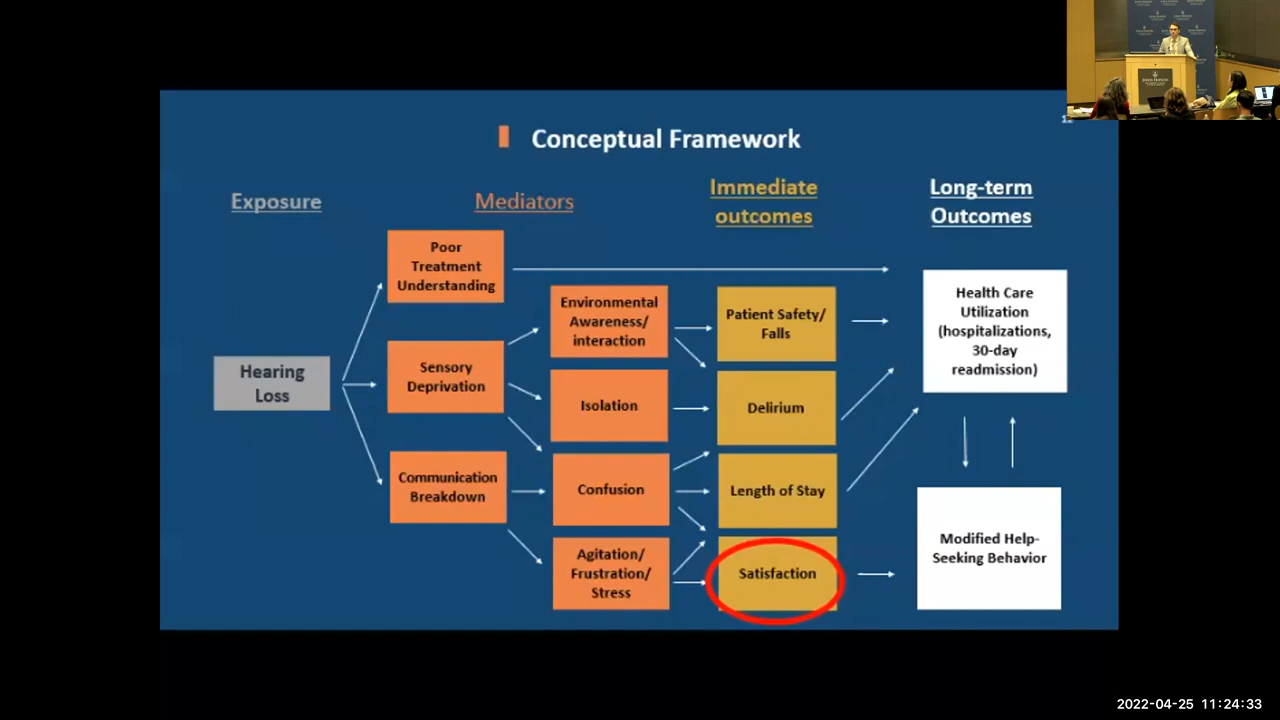 Conceptual Framework
Exposure
Mediators
Immediate
outcomes
Long-term
Outcomes
Poor
Treatment
Understanding
Sensory
Deprivation
Communication
Breakdown
Hearing
Loss
Environmental
Awareness/
interaction
Isolation
Confusion
Agitation/
Frustration/
Stress
Patient Safety/
Falls
Delirium
Length of Stay
Satisfaction
Health Care
Utilization
(hospitalizations,
30-day
readmission)
Modified Help-
Seeking Behavior
2022-04-25 11:24:33